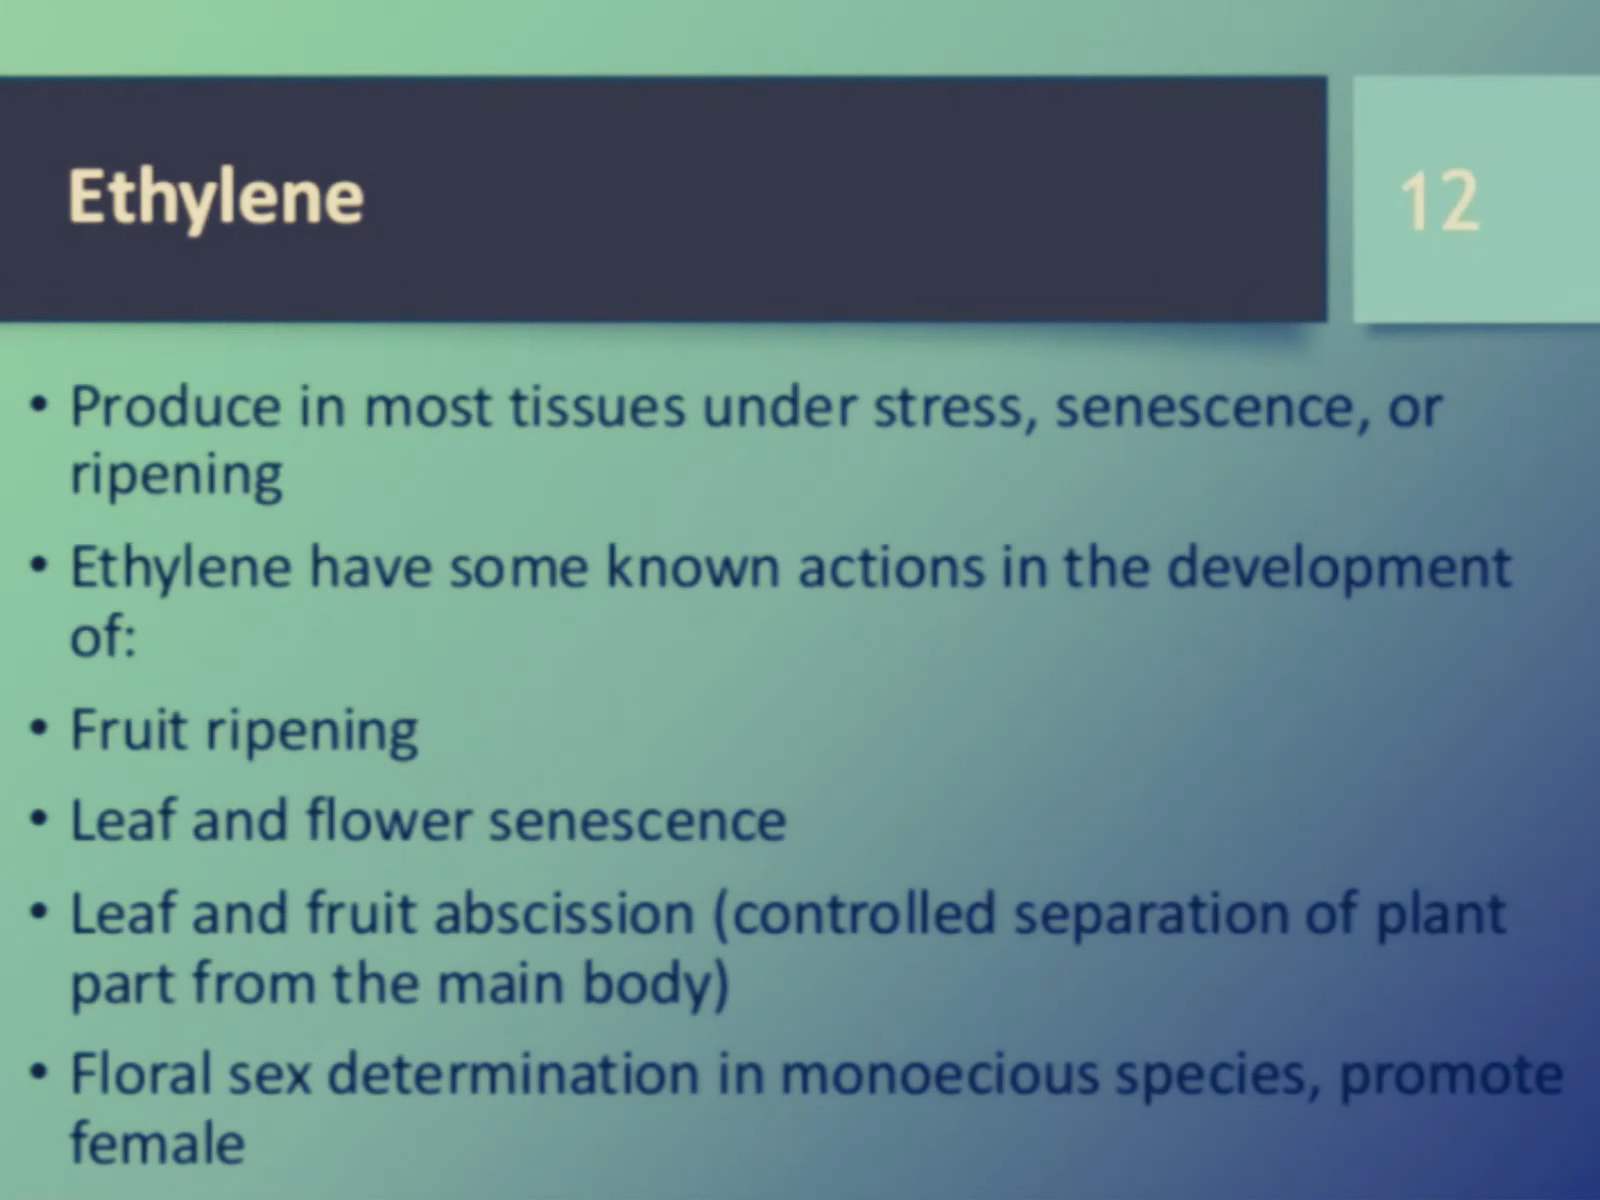 Ethylene
12
• Produce in most tissues under stress, senescence, or
ripening
• Ethylene have some known actions in the development
of:
• Fruit ripening
• Leaf and flower senescence
• Leaf and fruit abscission (controlled separation of plant
part from the main body)
• Floral sex determination in monoecious species, promote
female